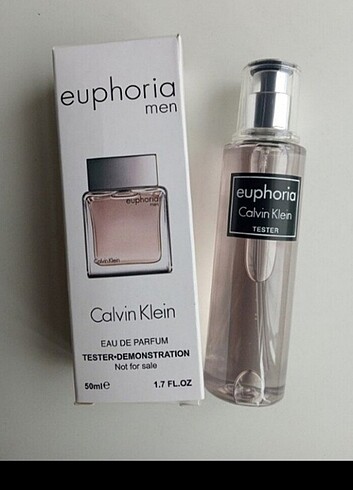 euphoria
men
euphoria
men
Calvin Klein
Calvin Klein
EAU DE PARFUM
TESTER•DEMONSTRATION
Not for sale
50ml℮ 1.7 FL.OZ
euphoria
Calvin Klein
TESTER